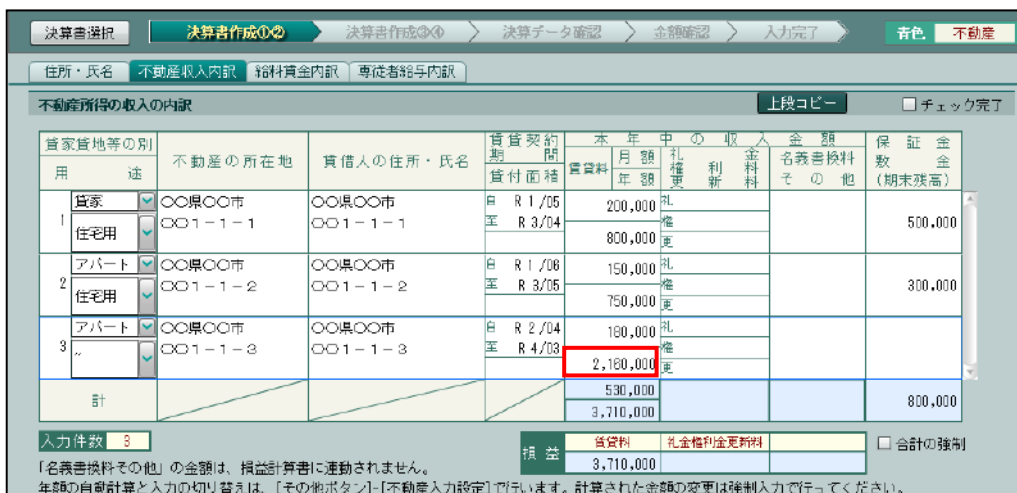 決算書選択 決算書作成①② 決算書作成③④ 決算データ確認 金額確認 入力完了 青色 不動産
住所・氏名 不動産収入内訳 給料賃金内訳 専従者給与内訳
不動産所得の収入の内訳 上段コピー チェック完了
貸家貸地等の別 用途 不動産の所在地 賃借人の住所・氏名 賃貸契約期間 貸付面積 本年中の収入金額 賃貸料 月額 年額 礼金 権利料 更新料 名義書換料 その他 保証金 敷金 (期末残高)
1 貸家 〇〇県〇〇市 〇〇県〇〇市 自 R 1/05 200,000 礼
住宅用 〇〇1-1-1 〇〇1-1-1 至 R 3/04 800,000 権 更 500,000
2 アパート 〇〇県〇〇市 〇〇県〇〇市 自 R 1/06 150,000 礼
住宅用 〇〇1-1-2 〇〇1-1-2 至 R 3/05 750,000 権 更 300,000
3 アパート 〇〇県〇〇市 〇〇県〇〇市 自 R 2/04 180,000 礼
〃 〇〇1-1-3 〇〇1-1-3 至 R 4/03 2,160,000 権 更
計 530,000 3,710,000 800,000
入力件数 3 損益 賃貸料 礼金権利金更新料 合計の強制
3,710,000
「名義書換料その他」の金額は、損益計算書に連動されません。
年額の自動計算と入力の切り替えは、[その他ボタン]-[不動産入力設定]で行います。計算された金額の変更は強制入力で行ってください。